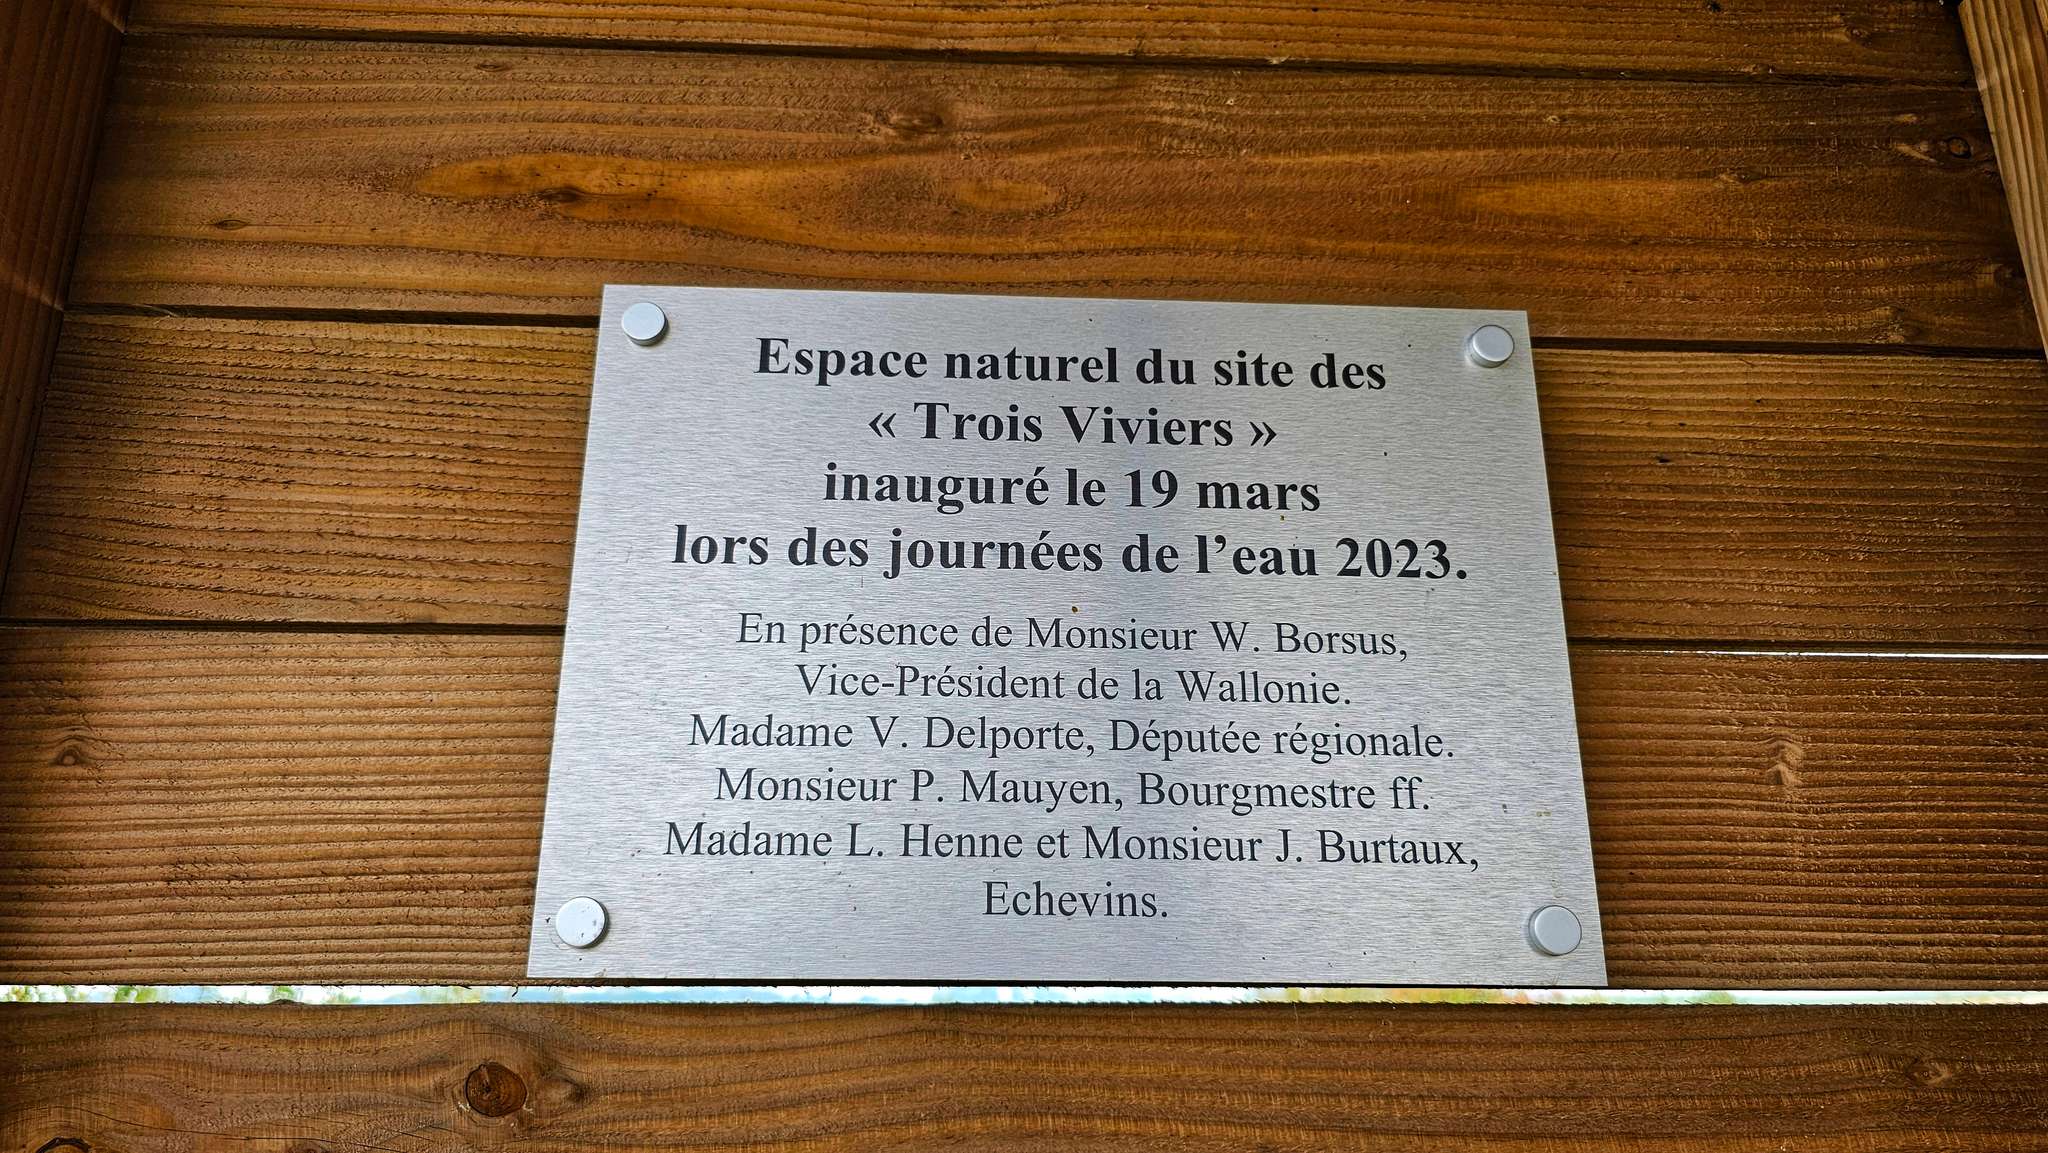 Espace naturel du site des
« Trois Viviers »
inauguré le 19 mars
lors des journées de l’eau 2023.
En présence de Monsieur W. Borsus,
Vice-Président de la Wallonie.
Madame V. Delporte, Députée régionale.
Monsieur P. Mauyen, Bourgmestre ff.
Madame L. Henne et Monsieur J. Burtaux,
Echevins.